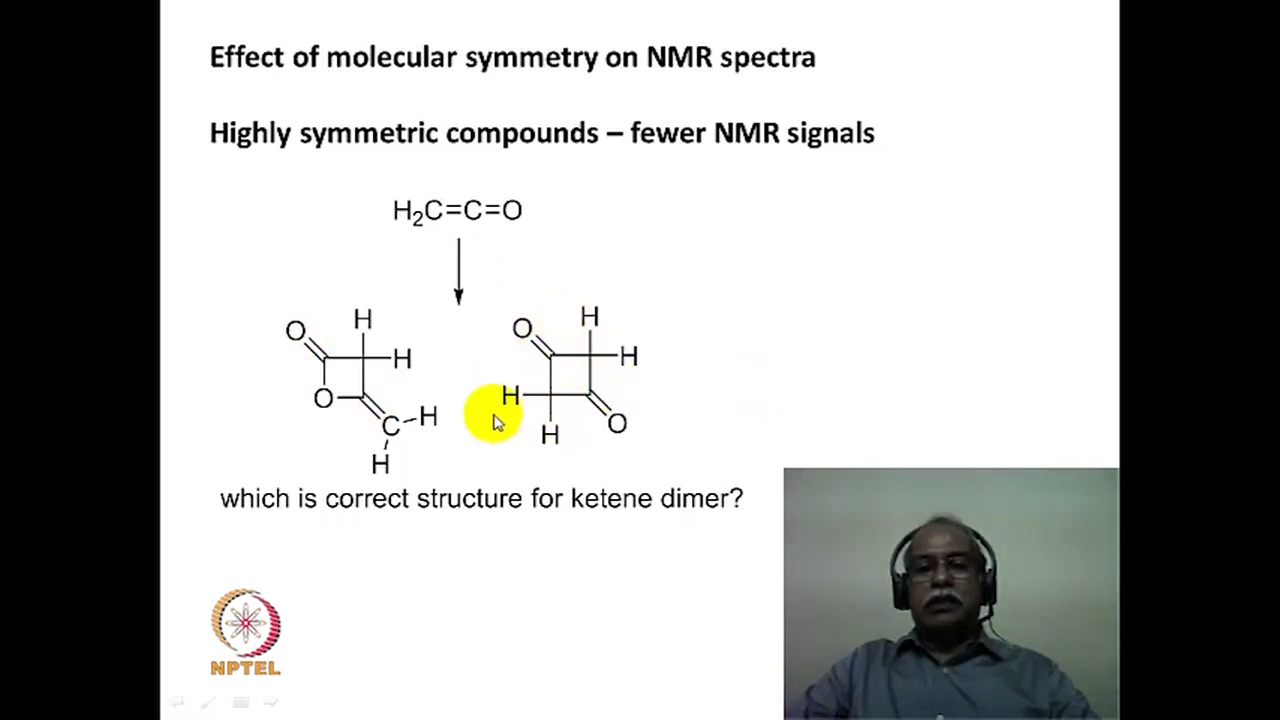 Effect of molecular symmetry on NMR spectra
Highly symmetric compounds – fewer NMR signals
H₂C=C=O
O H H O C H H
O H H H H O
which is correct structure for ketene dimer?
NPTEL